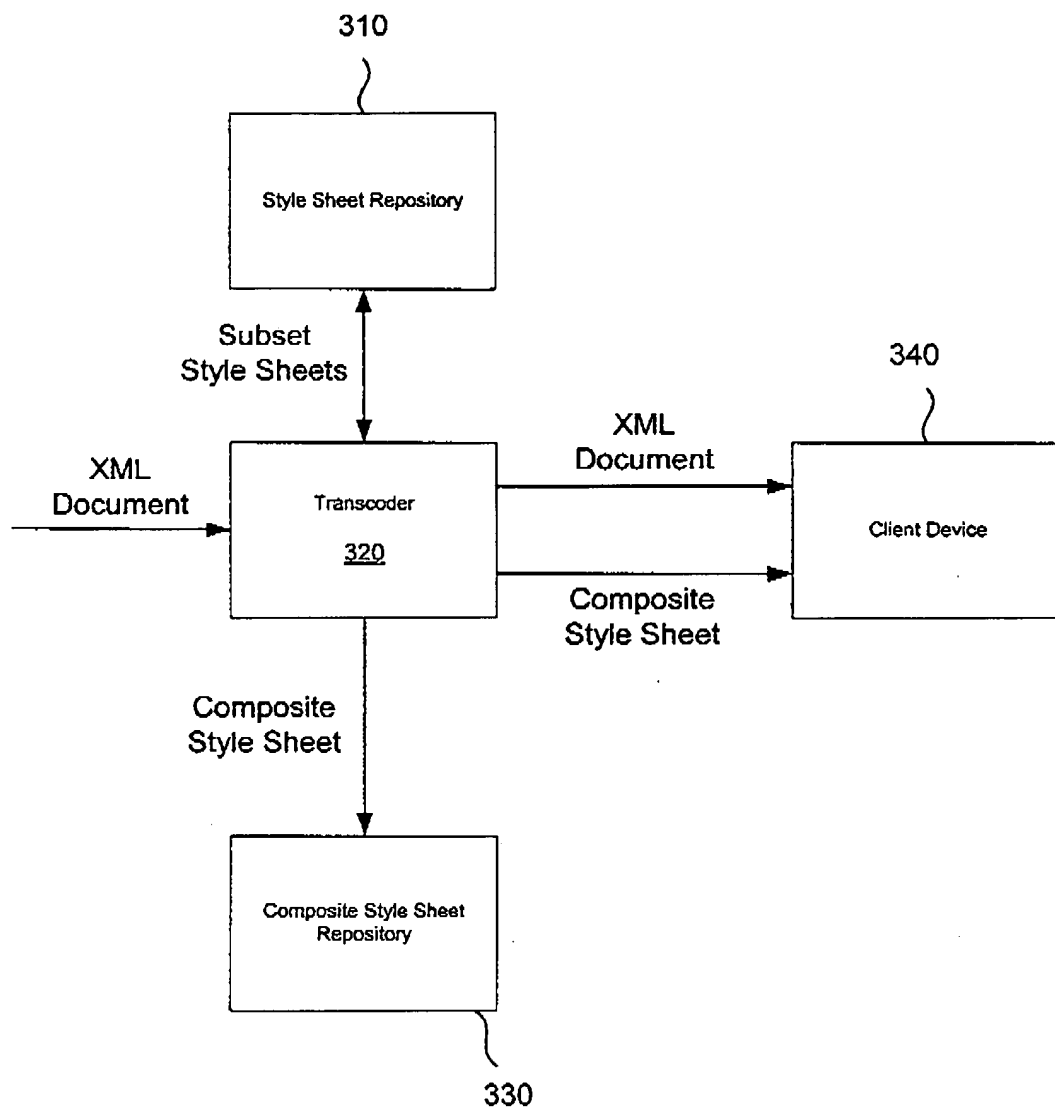 310
Style Sheet Repository
Subset
Style Sheets
340
XML
Document
XML
Document
Transcoder
320
Client Device
Composite
Style Sheet
Composite
Style Sheet
Composite Style Sheet
Repository
330